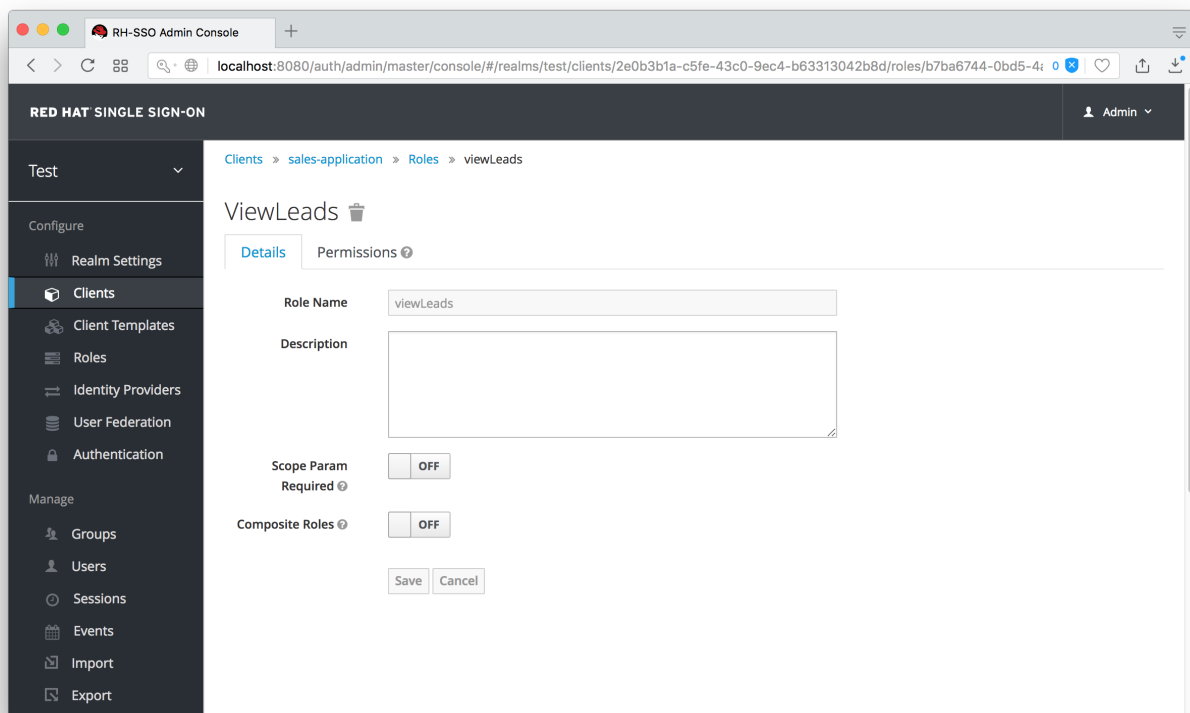 RH-SSO Admin Console
localhost:8080/auth/admin/master/console/#/realms/test/clients/2e0b3b1a-c5fe-43c0-9ec4-b63313042b8d/roles/b7ba6744-0bd5-4a 0
RED HAT SINGLE SIGN-ON
Admin
Test
Clients » sales-application » Roles » viewLeads
ViewLeads
Details Permissions
Configure
Realm Settings
Clients
Client Templates
Roles
Identity Providers
User Federation
Authentication
Manage
Groups
Users
Sessions
Events
Import
Export
Role Name viewLeads
Description
Scope Param
Required OFF
Composite Roles OFF
Save Cancel